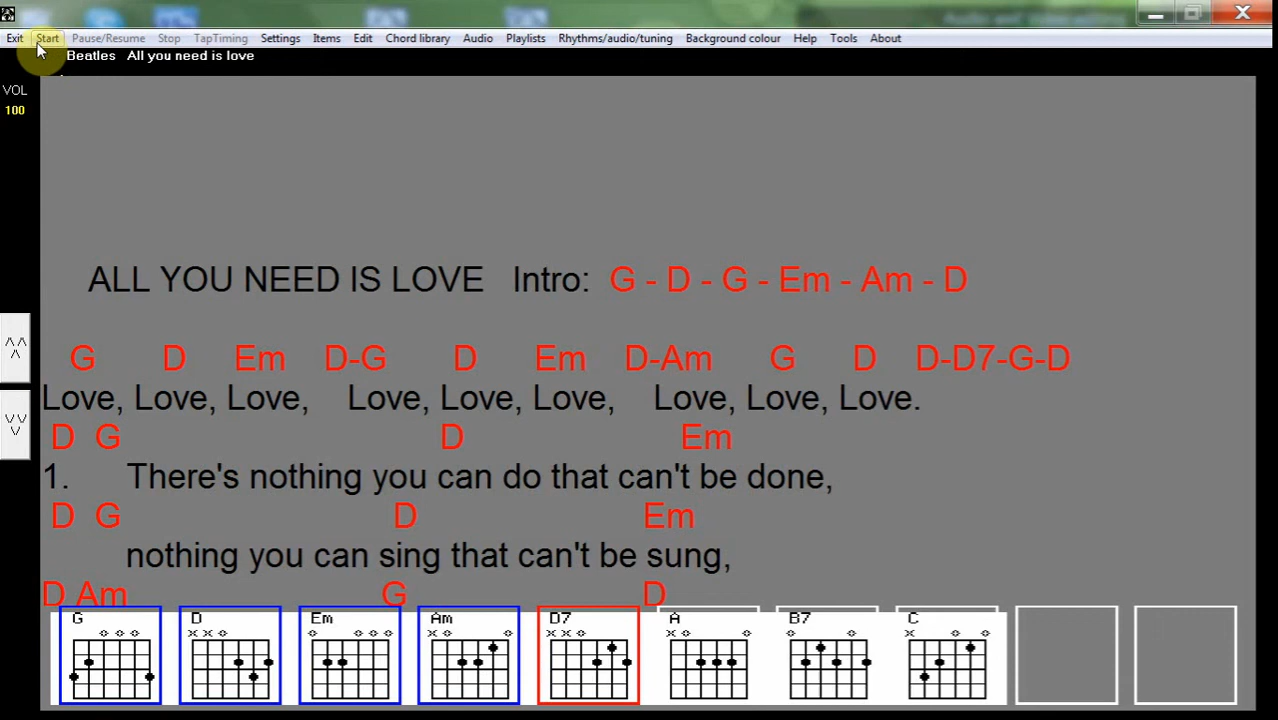 Exit Start Pause/Resume Stop TapTiming Settings Items Edit Chord library Audio Playlists Rhythms/audio/tuning Background colour Help Tools About
Beatles All you need is love
VOL
100
ALL YOU NEED IS LOVE Intro: G - D - G - Em - Am - D
G D Em D-G D Em D-Am G D D-D7-G-D
Love, Love, Love, Love, Love, Love, Love, Love, Love.
D G D Em
1. There's nothing you can do that can't be done,
D G D Em
nothing you can sing that can't be sung,
D Am G D
G D Em Am D7 A B7 C